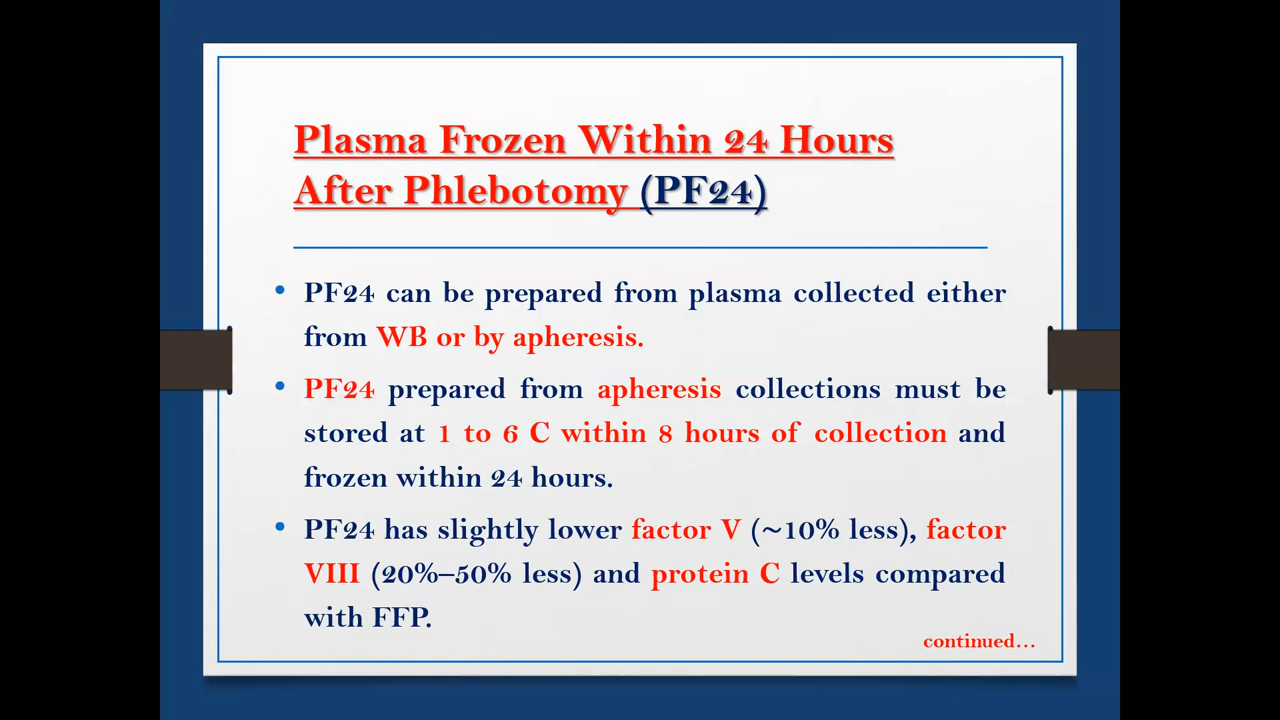 Plasma Frozen Within 24 Hours
After Phlebotomy (PF24)
• PF24 can be prepared from plasma collected either
from WB or by apheresis.
• PF24 prepared from apheresis collections must be
stored at 1 to 6 C within 8 hours of collection and
frozen within 24 hours.
• PF24 has slightly lower factor V (~10% less), factor
VIII (20%–50% less) and protein C levels compared
with FFP.
continued...